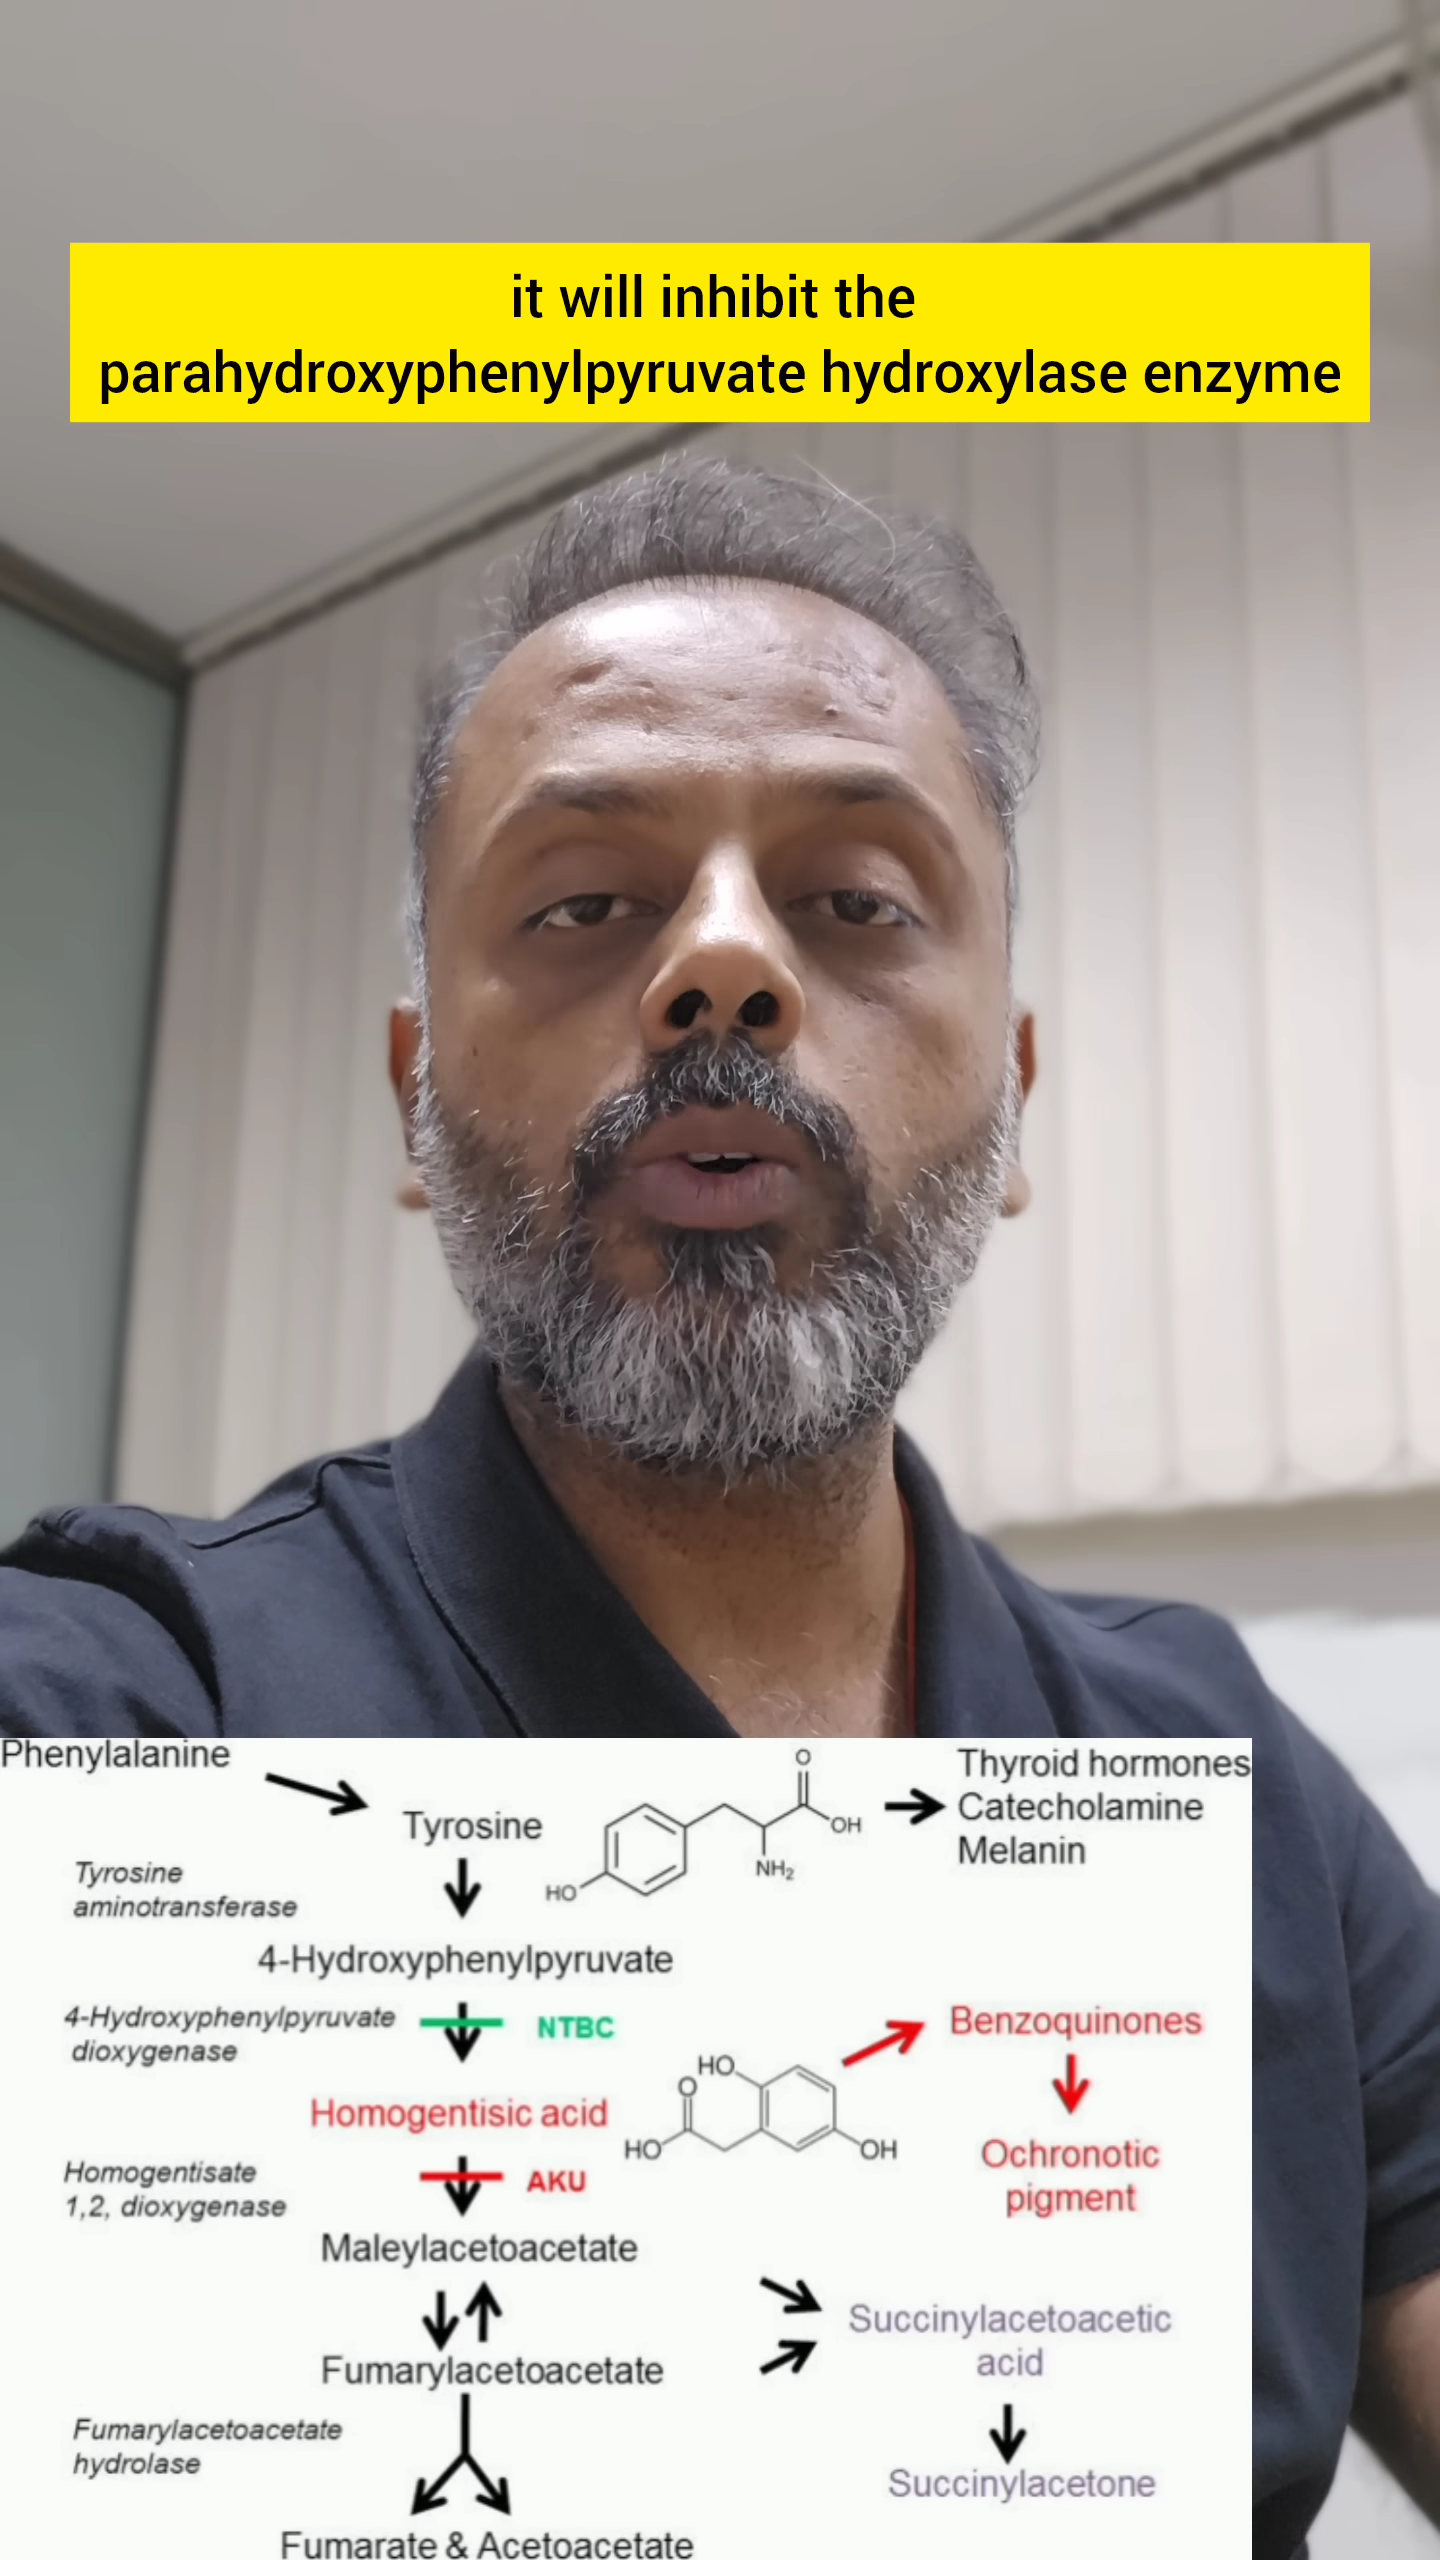 it will inhibit the
parahydroxyphenylpyruvate hydroxylase enzyme
Phenylalanine
Tyrosine
O
OH
NH₂
HO
Thyroid hormones
Catecholamine
Melanin
Tyrosine
aminotransferase
4-Hydroxyphenylpyruvate
4-Hydroxyphenylpyruvate
dioxygenase
NTBC
Benzoquinones
Homogentisic acid
HO
O
HO
OH
Ochronotic
pigment
Homogentisate
1,2, dioxygenase
AKU
Maleylacetoacetate
Succinylacetoacetic
acid
Fumarylacetoacetate
Fumarylacetoacetate
hydrolase
Succinylacetone
Fumarate & Acetoacetate